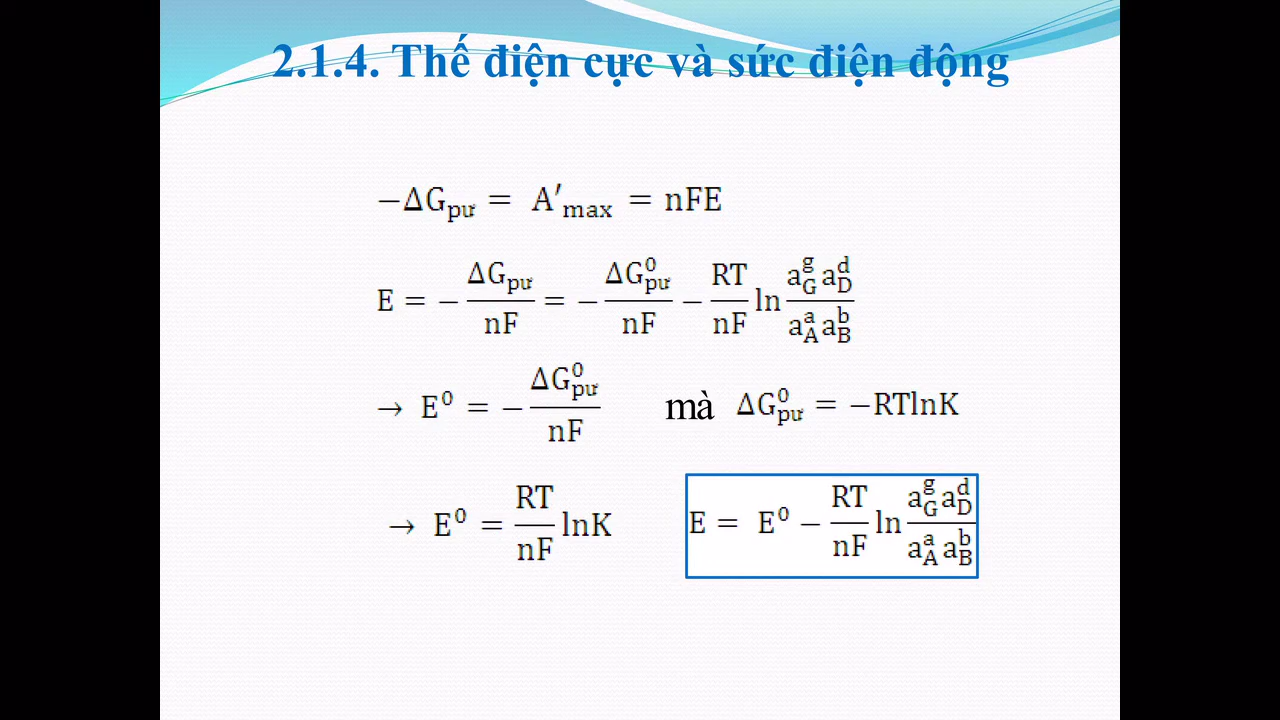 2.1.4. Thế điện cực và sức điện động
−ΔG_pư = A′_max = nFE
E = − ΔG_pư / nF = − ΔG⁰_pư / nF − RT / nF ln a_G^g a_D^d / a_A^a a_B^b
→ E⁰ = − ΔG⁰_pư / nF mà ΔG⁰_pư = −RTlnK
→ E⁰ = RT / nF lnK
E = E⁰ − RT / nF ln a_G^g a_D^d / a_A^a a_B^b